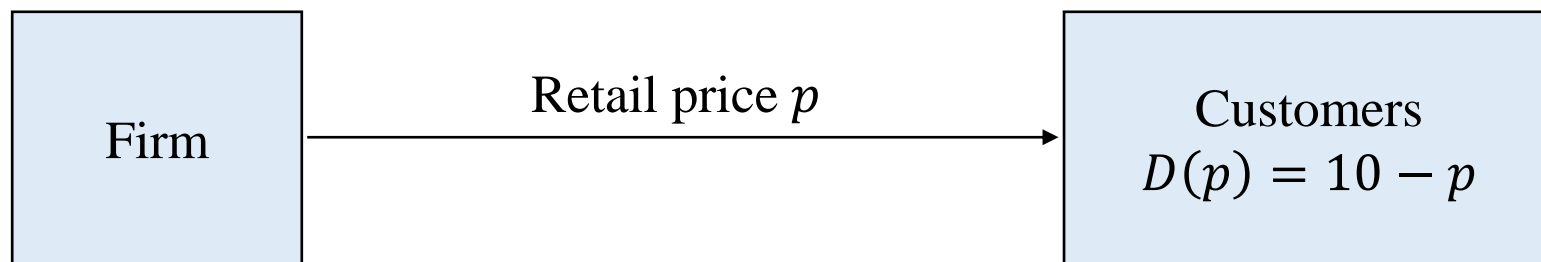 Firm
Retail price 𝑝
Customers
𝐷(𝑝) = 10 − 𝑝